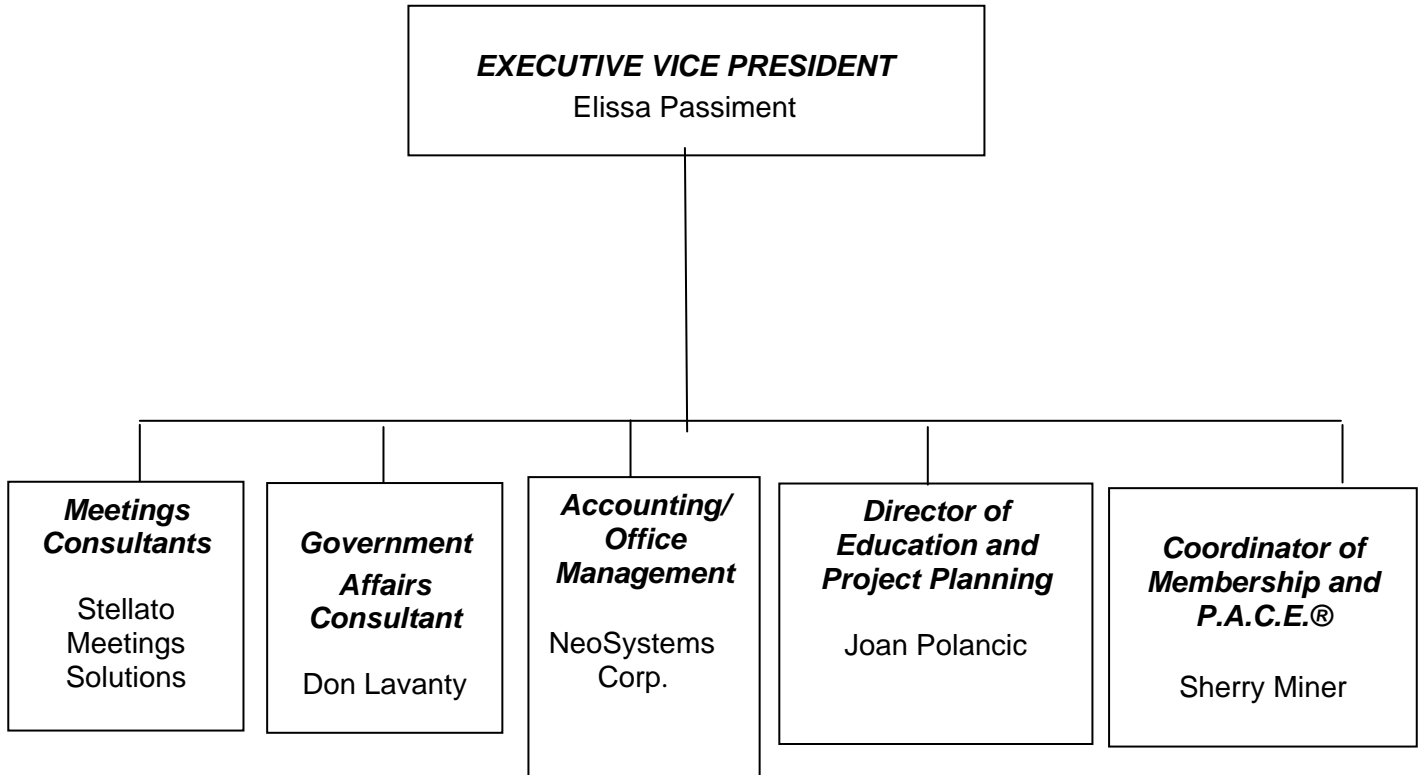 EXECUTIVE VICE PRESIDENT
Elissa Passiment
Meetings
Consultants
Stellato
Meetings
Solutions
Government
Affairs
Consultant
Don Lavanty
Accounting/
Office
Management
NeoSystems
Corp.
Director of
Education and
Project Planning
Joan Polancic
Coordinator of
Membership and
P.A.C.E.®
Sherry Miner